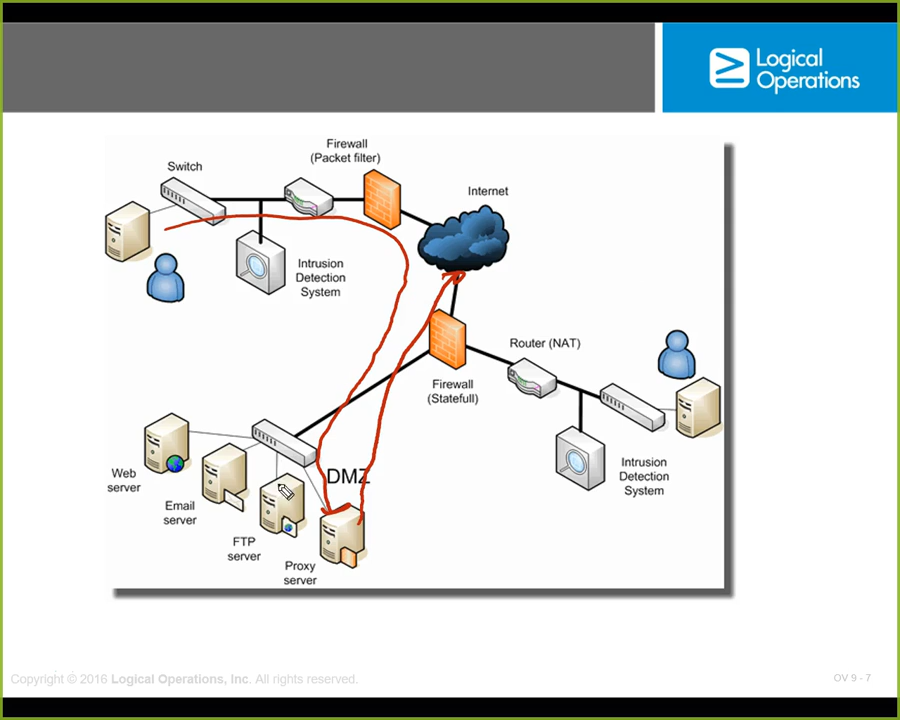 Logical
Operations
Firewall
(Packet filter)
Switch
Internet
Intrusion
Detection
System
Router (NAT)
Firewall
(Statefull)
DMZ
Web
server
Email
server
FTP
server
Proxy
server
Intrusion
Detection
System
Copyright © 2016 Logical Operations, Inc. All rights reserved.
OV 9 - 7